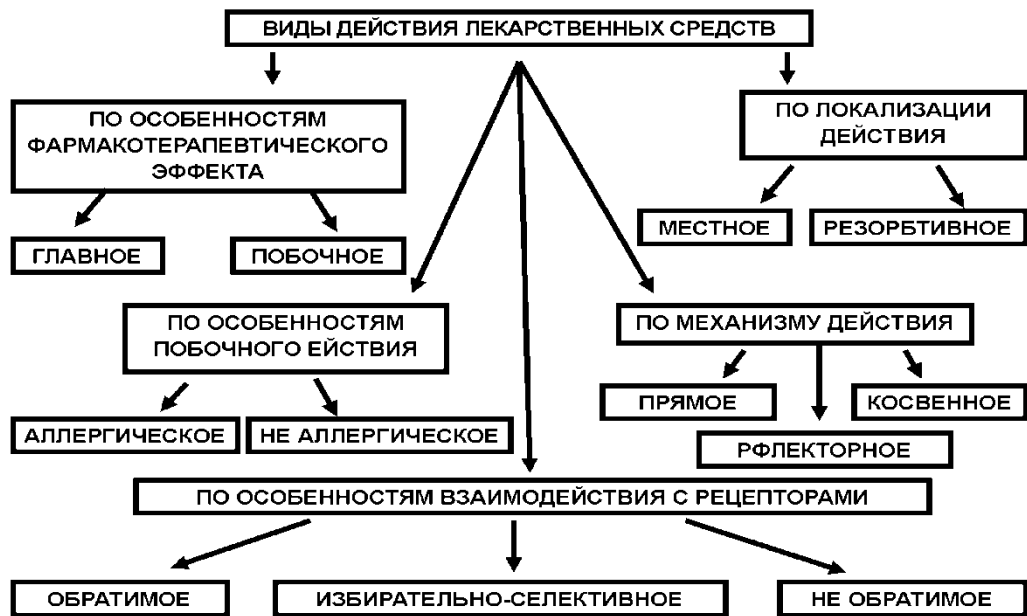 ВИДЫ ДЕЙСТВИЯ ЛЕКАРСТВЕННЫХ СРЕДСТВ
ПО ОСОБЕННОСТЯМ
ФАРМАКОТЕРАПЕВТИЧЕСКОГО
ЭФФЕКТА
ПО ЛОКАЛИЗАЦИИ
ДЕЙСТВИЯ
ГЛАВНОЕ
ПОБОЧНОЕ
МЕСТНОЕ
РЕЗОРБТИВНОЕ
ПО ОСОБЕННОСТЯМ
ПОБОЧНОГО ЕЙСТВИЯ
ПО МЕХАНИЗМУ ДЕЙСТВИЯ
АЛЛЕРГИЧЕСКОЕ
НЕ АЛЛЕРГИЧЕСКОЕ
ПРЯМОЕ
КОСВЕННОЕ
РФЛЕКТОРНОЕ
ПО ОСОБЕННОСТЯМ ВЗАИМОДЕЙСТВИЯ С РЕЦЕПТОРАМИ
ОБРАТИМОЕ
ИЗБИРАТЕЛЬНО-СЕЛЕКТИВНОЕ
НЕ ОБРАТИМОЕ